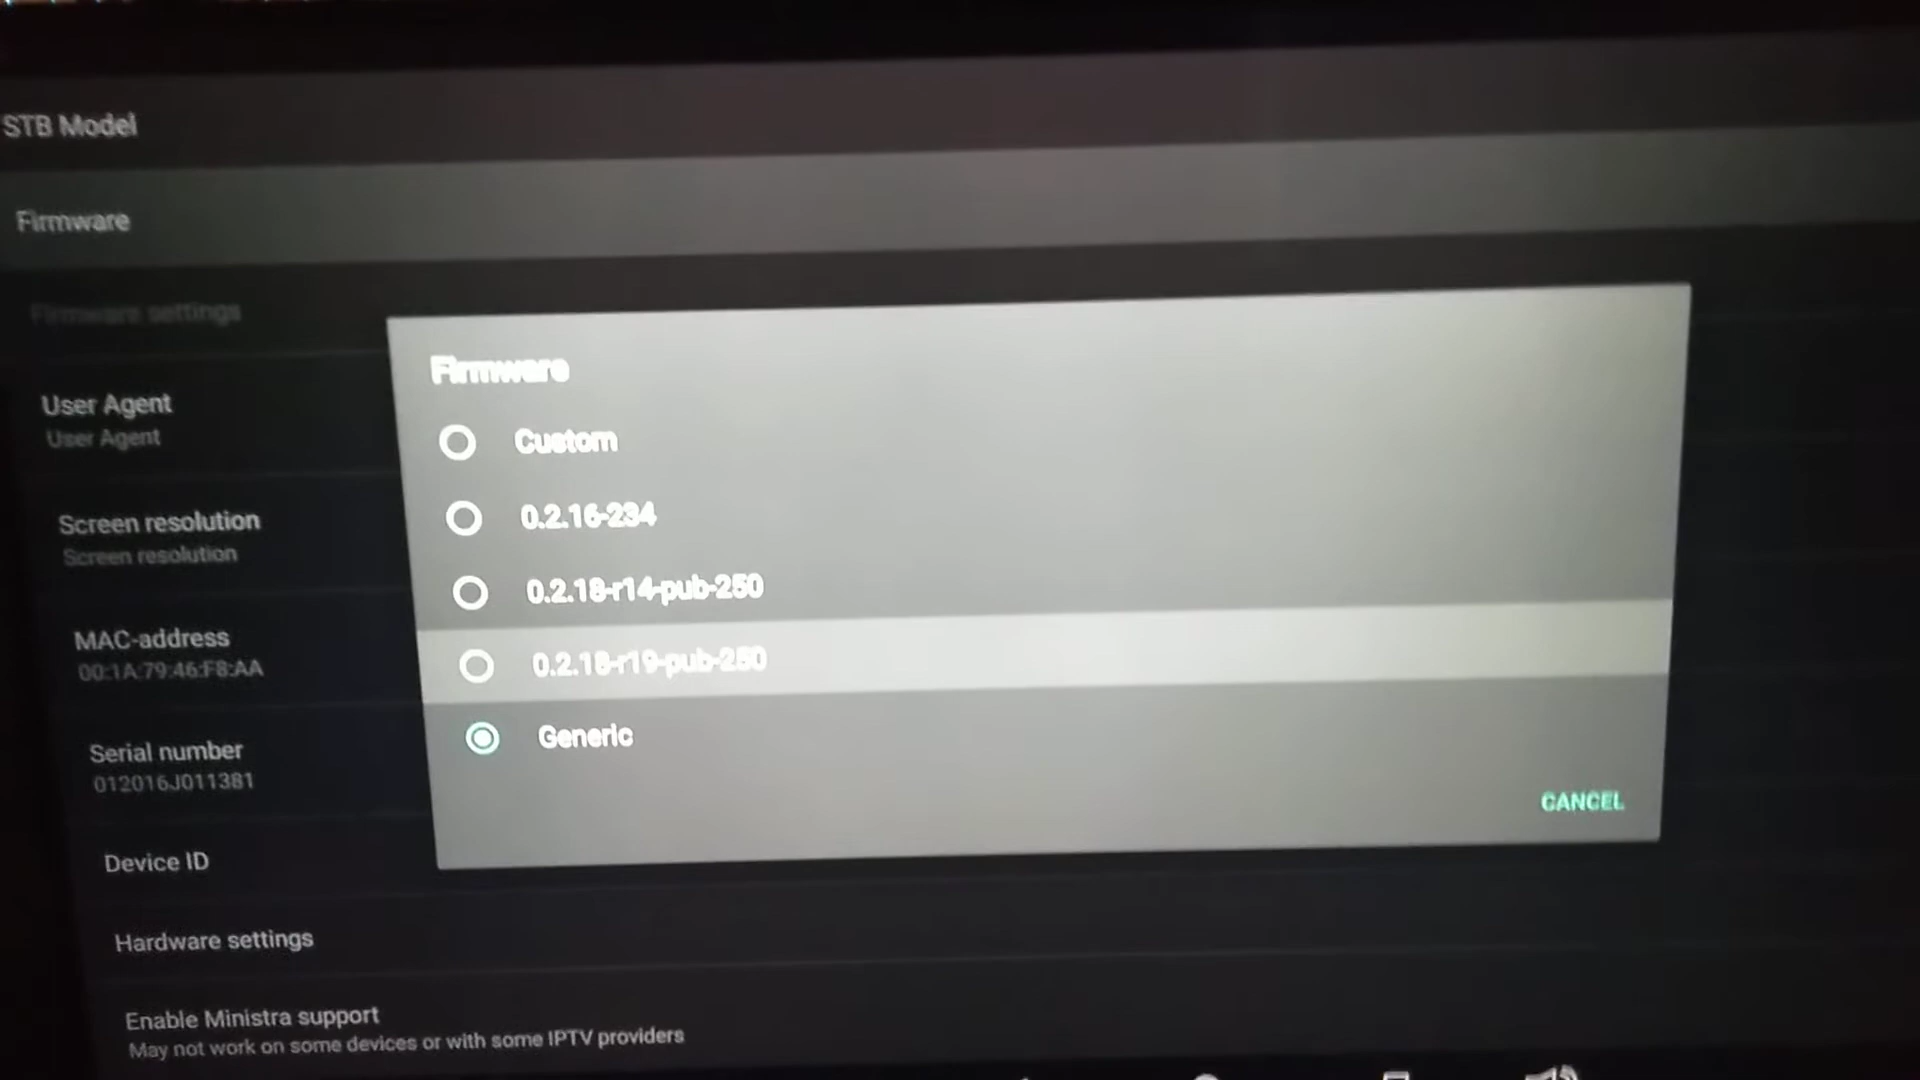 STB Model
Firmware
Firmware settings
User Agent
User Agent
Screen resolution
Screen resolution
MAC-address
00:1A:79:46:F8:AA
Serial number
012016J011381
Device ID
Hardware settings
Enable Ministra support
May not work on some devices or with some IPTV providers
Firmware
Custom
0.2.16-234
0.2.18-r14-pub-250
0.2.18-r19-pub-250
Generic
CANCEL